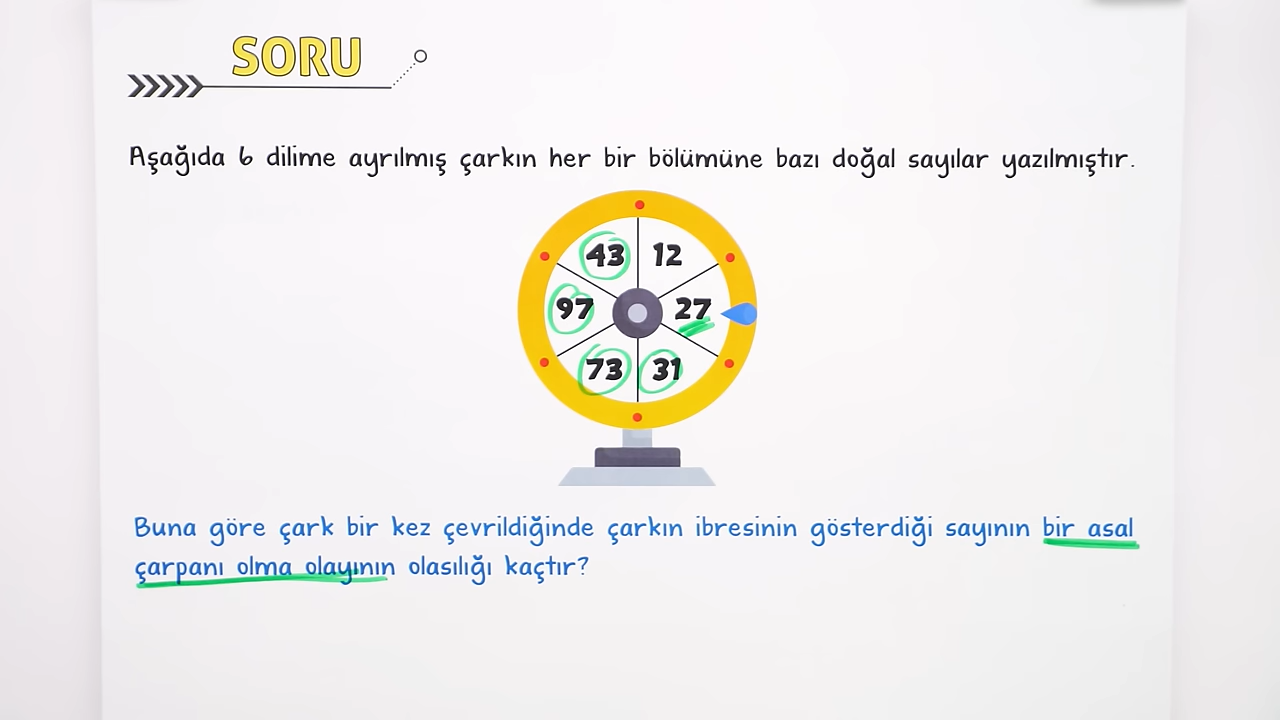 SORU
Aşağıda 6 dilime ayrılmış çarkın her bir bölümüne bazı doğal sayılar yazılmıştır.
43 12
97 27
73 31
Buna göre çark bir kez çevrildiğinde çarkın ibresinin gösterdiği sayının bir asal
çarpanı olma olayının olasılığı kaçtır?